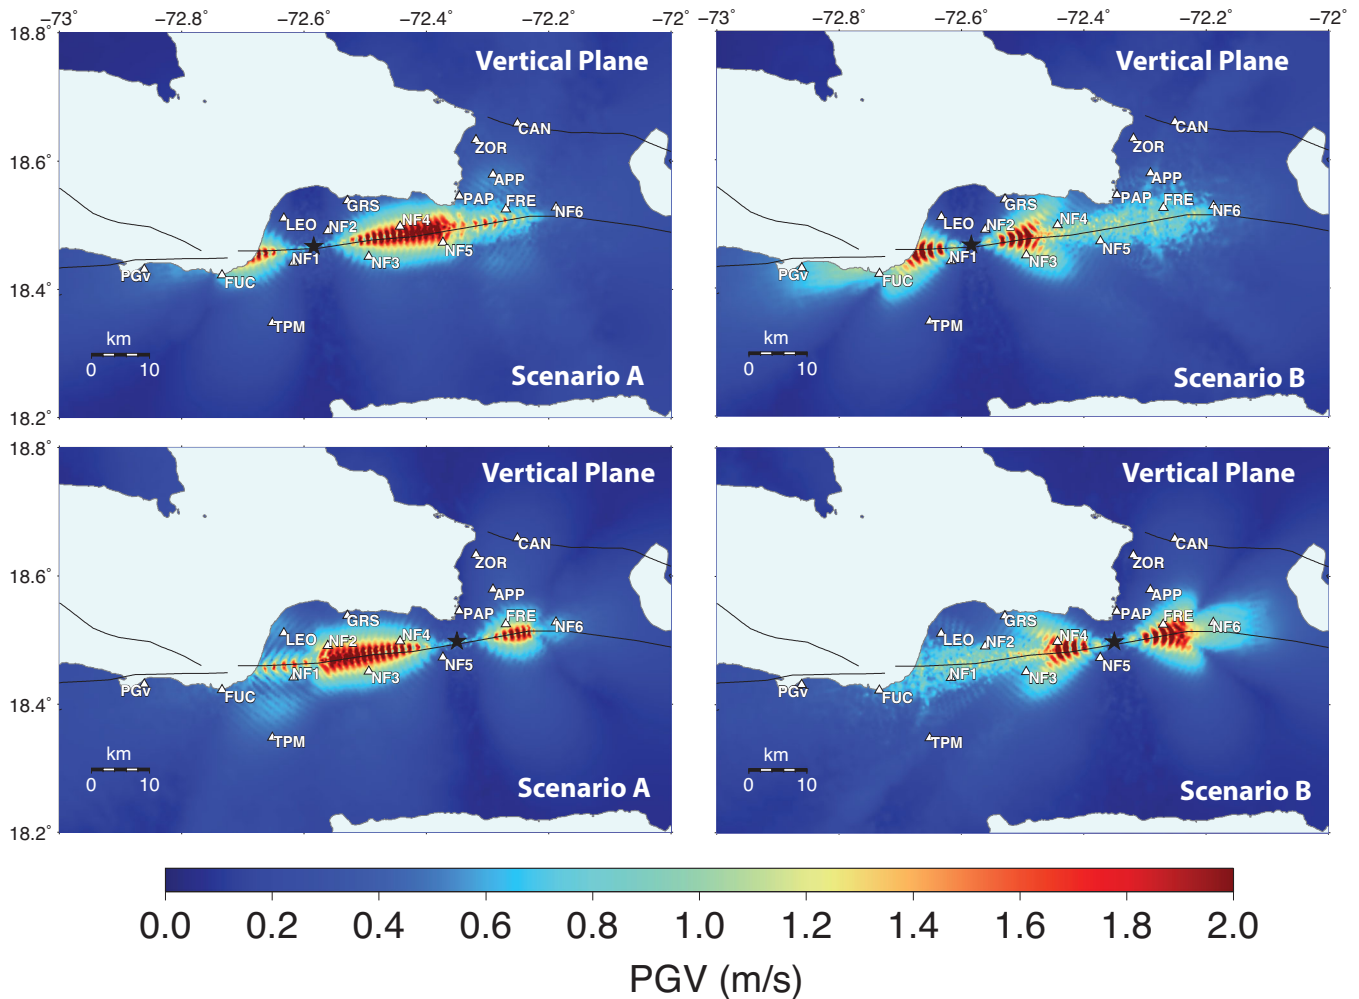 −73° −72.8° −72.6° −72.4° −72.2° −72°
−73° −72.8° −72.6° −72.4° −72.2° −72°
18.8°
18.6°
18.4°
18.2°
Vertical Plane
CAN
ZOR
APP
PAP
FRE
NF6
GRS
LEO
NF2
NF4
NF5
NF1
NF3
PGv
FUC
TPM
km
0 10
Scenario A
Vertical Plane
CAN
ZOR
APP
PAP
FRE
NF6
GRS
LEO
NF2
NF4
NF5
NF1
NF3
PGv
FUC
TPM
km
0 10
Scenario B
18.8°
18.6°
18.4°
18.2°
Vertical Plane
CAN
ZOR
APP
PAP
FRE
NF6
GRS
LEO
NF2
NF4
NF5
NF1
NF3
PGv
FUC
TPM
km
0 10
Scenario A
Vertical Plane
CAN
ZOR
APP
PAP
FRE
NF6
GRS
LEO
NF2
NF4
NF5
NF1
NF3
PGv
FUC
TPM
km
0 10
Scenario B
0.0 0.2 0.4 0.6 0.8 1.0 1.2 1.4 1.6 1.8 2.0
PGV (m/s)